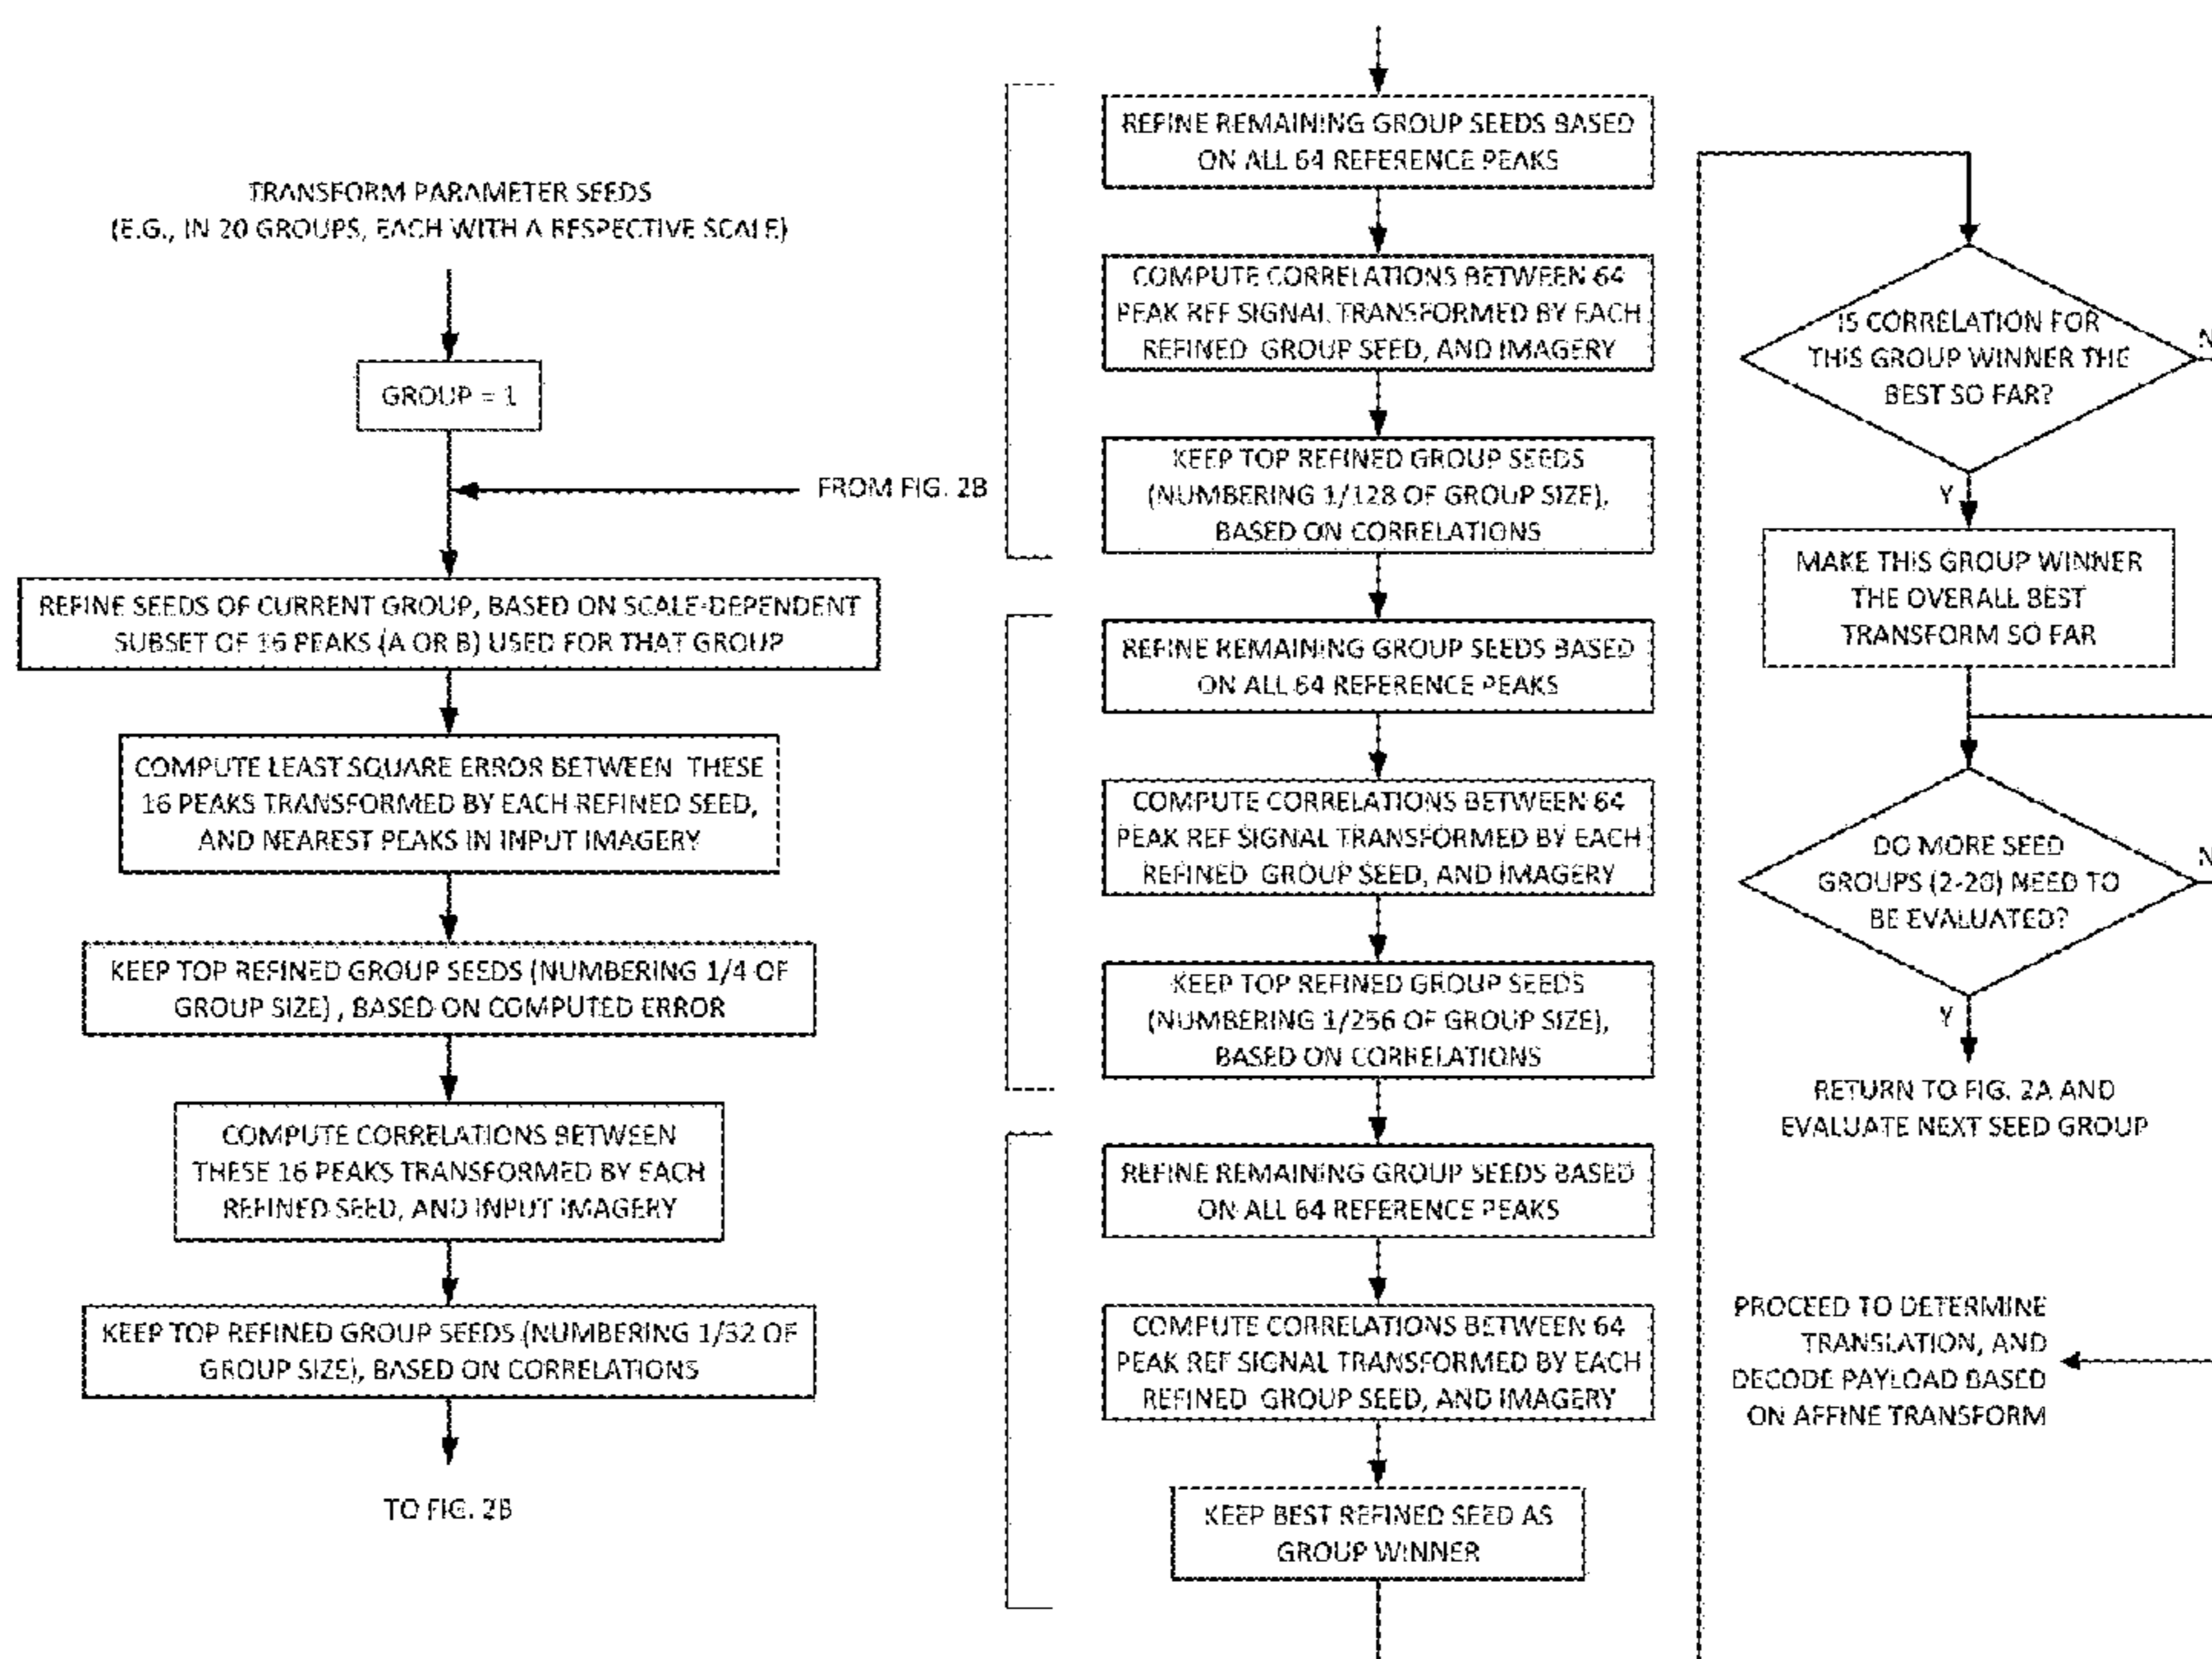 TRANSFORM PARAMETER SEEDS
(E.G., IN 20 GROUPS, EACH WITH A RESPECTIVE SCALE)
GROUP = 1
FROM FIG. 2B
REFINE SEEDS OF CURRENT GROUP, BASED ON SCALE-DEPENDENT
SUBSET OF 16 PEAKS (A OR B) USED FOR THAT GROUP
COMPUTE LEAST SQUARE ERROR BETWEEN THESE
16 PEAKS TRANSFORMED BY EACH REFINED SEED,
AND NEAREST PEAKS IN INPUT IMAGERY
KEEP TOP REFINED GROUP SEEDS (NUMBERING 1/4 OF
GROUP SIZE) , BASED ON COMPUTED ERROR
COMPUTE CORRELATIONS BETWEEN
THESE 16 PEAKS TRANSFORMED BY EACH
REFINED SEED, AND INPUT IMAGERY
KEEP TOP REFINED GROUP SEEDS (NUMBERING 1/32 OF
GROUP SIZE), BASED ON CORRELATIONS
TO FIG. 2B
REFINE REMAINING GROUP SEEDS BASED
ON ALL 64 REFERENCE PEAKS
COMPUTE CORRELATIONS BETWEEN 64
PEAK REF SIGNAL TRANSFORMED BY EACH
REFINED GROUP SEED, AND IMAGERY
KEEP TOP REFINED GROUP SEEDS
(NUMBERING 1/128 OF GROUP SIZE),
BASED ON CORRELATIONS
REFINE REMAINING GROUP SEEDS BASED
ON ALL 64 REFERENCE PEAKS
COMPUTE CORRELATIONS BETWEEN 64
PEAK REF SIGNAL TRANSFORMED BY EACH
REFINED GROUP SEED, AND IMAGERY
KEEP TOP REFINED GROUP SEEDS
(NUMBERING 1/256 OF GROUP SIZE),
BASED ON CORRELATIONS
REFINE REMAINING GROUP SEEDS BASED
ON ALL 64 REFERENCE PEAKS
COMPUTE CORRELATIONS BETWEEN 64
PEAK REF SIGNAL TRANSFORMED BY EACH
REFINED GROUP SEED, AND IMAGERY
KEEP BEST REFINED SEED AS
GROUP WINNER
IS CORRELATION FOR
THIS GROUP WINNER THE
BEST SO FAR?
N
Y
MAKE THIS GROUP WINNER
THE OVERALL BEST
TRANSFORM SO FAR
DO MORE SEED
GROUPS (2-20) NEED TO
BE EVALUATED?
N
Y
RETURN TO FIG. 2A AND
EVALUATE NEXT SEED GROUP
PROCEED TO DETERMINE
TRANSLATION, AND
DECODE PAYLOAD BASED
ON AFFINE TRANSFORM